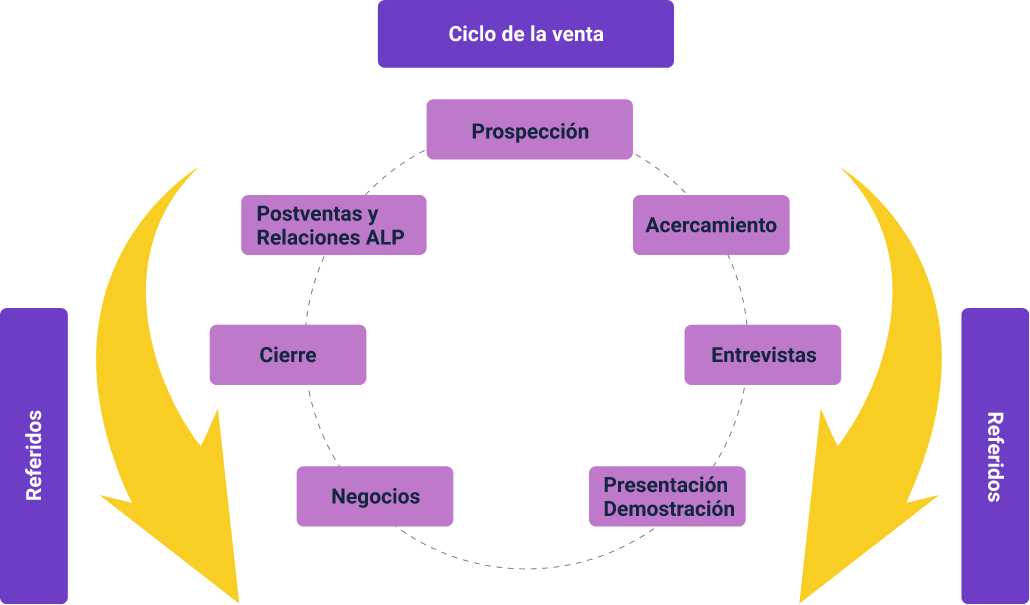 Ciclo de la venta
Prospección
Postventas y
Relaciones ALP
Acercamiento
Cierre
Entrevistas
Negocios
Presentación
Demostración
Referidos
Referidos